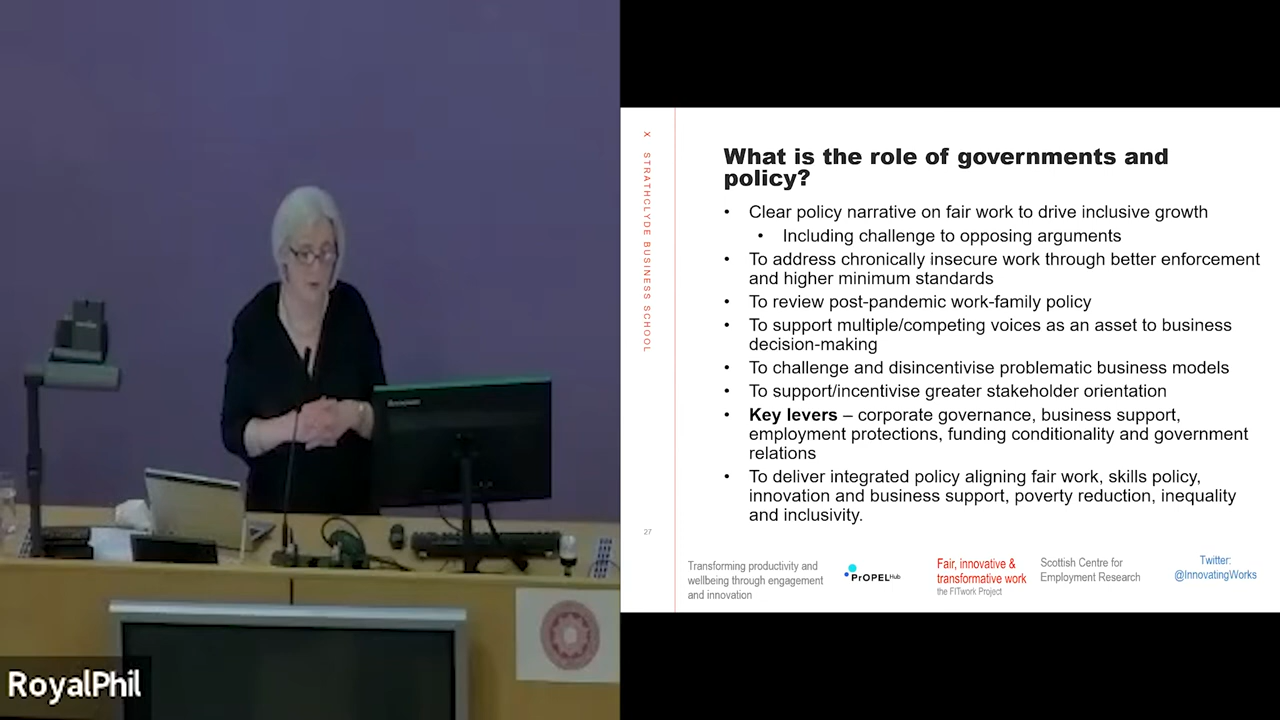 RoyalPhil
X STRATHCLYDE BUSINESS SCHOOL
What is the role of governments and
policy?
• Clear policy narrative on fair work to drive inclusive growth
• Including challenge to opposing arguments
• To address chronically insecure work through better enforcement
and higher minimum standards
• To review post-pandemic work-family policy
• To support multiple/competing voices as an asset to business
decision-making
• To challenge and disincentivise problematic business models
• To support/incentivise greater stakeholder orientation
• Key levers – corporate governance, business support,
employment protections, funding conditionality and government
relations
• To deliver integrated policy aligning fair work, skills policy,
innovation and business support, poverty reduction, inequality
and inclusivity.
27
Transforming productivity and
wellbeing through engagement
and innovation
PrOPEL Hub
Fair, innovative &
transformative work
the FITwork Project
Scottish Centre for
Employment Research
Twitter:
@InnovatingWorks